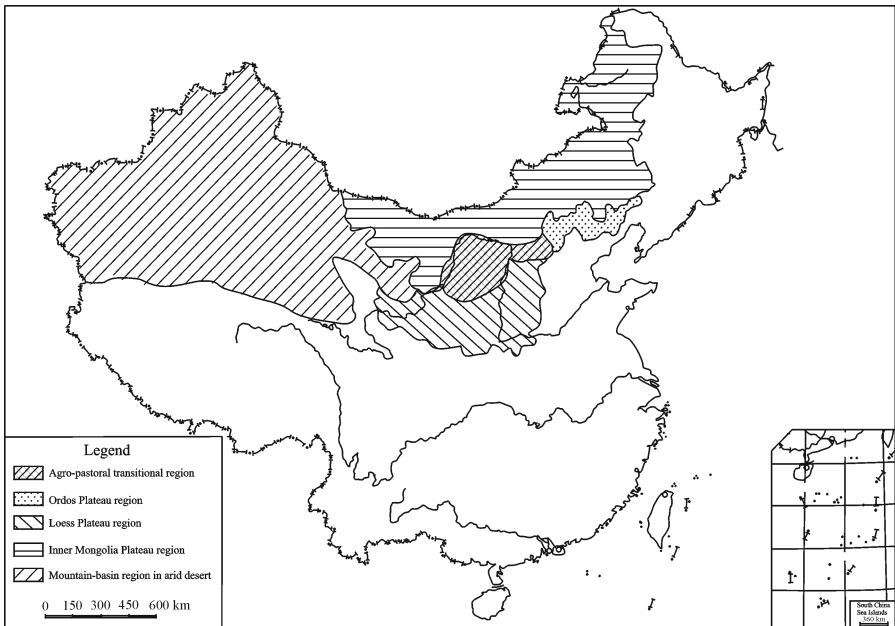 Legend
Agro-pastoral transitional region
Ordos Plateau region
Loess Plateau region
Inner Mongolia Plateau region
Mountain-basin region in arid desert
0 150 300 450 600 km
South China
Sea Islands
360 km